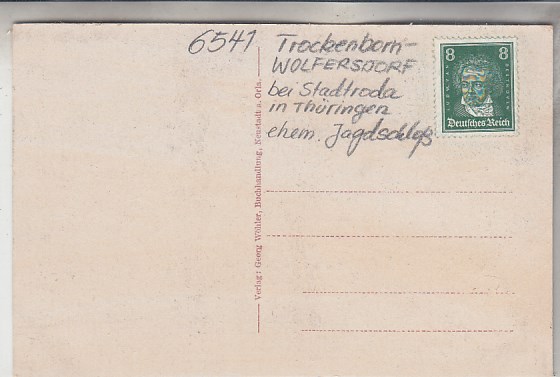 6541 Trockenborn-
WOLFERSDORF
bei Stadtroda
in Thüringen
ehem. Jagdschloß
8 8
Deutsches Reich
Verlag: Georg Wöhler, Buchhandlung, Neustadt a. Orla.